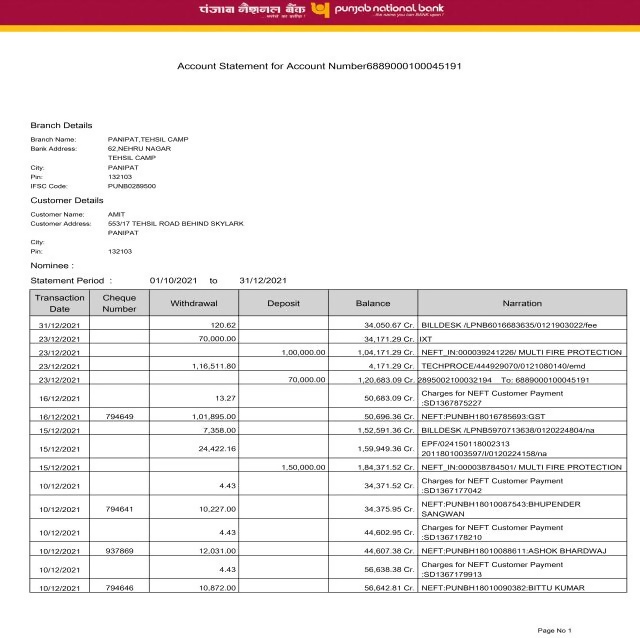 पंजाब नैशनल बैंक punjab national bank
...भरोसे का प्रतीक! ...the name you can BANK upon!
Account Statement for Account Number6889000100045191
Branch Details
Branch Name: PANIPAT,TEHSIL CAMP
Bank Address: 62,NEHRU NAGAR
TEHSIL CAMP
City: PANIPAT
Pin: 132103
IFSC Code: PUNB0289500
Customer Details
Customer Name: AMIT
Customer Address: 553/17 TEHSIL ROAD BEHIND SKYLARK
PANIPAT
City:
Pin: 132103
Nominee :
Statement Period : 01/10/2021 to 31/12/2021
Transaction Date Cheque Number Withdrawal Deposit Balance Narration
31/12/2021 120.62 34,050.67 Cr. BILLDESK /LPNB6016683635/0121903022/fee
23/12/2021 70,000.00 34,171.29 Cr. IXT
23/12/2021 1,00,000.00 1,04,171.29 Cr. NEFT_IN:000039241226/ MULTI FIRE PROTECTION
23/12/2021 1,16,511.80 4,171.29 Cr. TECHPROCE/444929070/0121080140/emd
23/12/2021 70,000.00 1,20,683.09 Cr. 2895002100032194 To: 6889000100045191
16/12/2021 13.27 50,683.09 Cr. Charges for NEFT Customer Payment
:SD1367875227
16/12/2021 794649 1,01,895.00 50,696.36 Cr. NEFT:PUNBH18016785693:GST
15/12/2021 7,358.00 1,52,591.36 Cr. BILLDESK /LPNB5970713638/0120224804/na
15/12/2021 24,422.16 1,59,949.36 Cr. EPF/024150118002313
2011801003597/I/0120224158/na
15/12/2021 1,50,000.00 1,84,371.52 Cr. NEFT_IN:000038784501/ MULTI FIRE PROTECTION
10/12/2021 4.43 34,371.52 Cr. Charges for NEFT Customer Payment
:SD1367177042
10/12/2021 794641 10,227.00 34,375.95 Cr. NEFT:PUNBH18010087543:BHUPENDER
SANGWAN
10/12/2021 4.43 44,602.95 Cr. Charges for NEFT Customer Payment
:SD1367178210
10/12/2021 937869 12,031.00 44,607.38 Cr. NEFT:PUNBH18010088611:ASHOK BHARDWAJ
10/12/2021 4.43 56,638.38 Cr. Charges for NEFT Customer Payment
:SD1367179913
10/12/2021 794646 10,872.00 56,642.81 Cr. NEFT:PUNBH18010090382:BITTU KUMAR
Page No 1